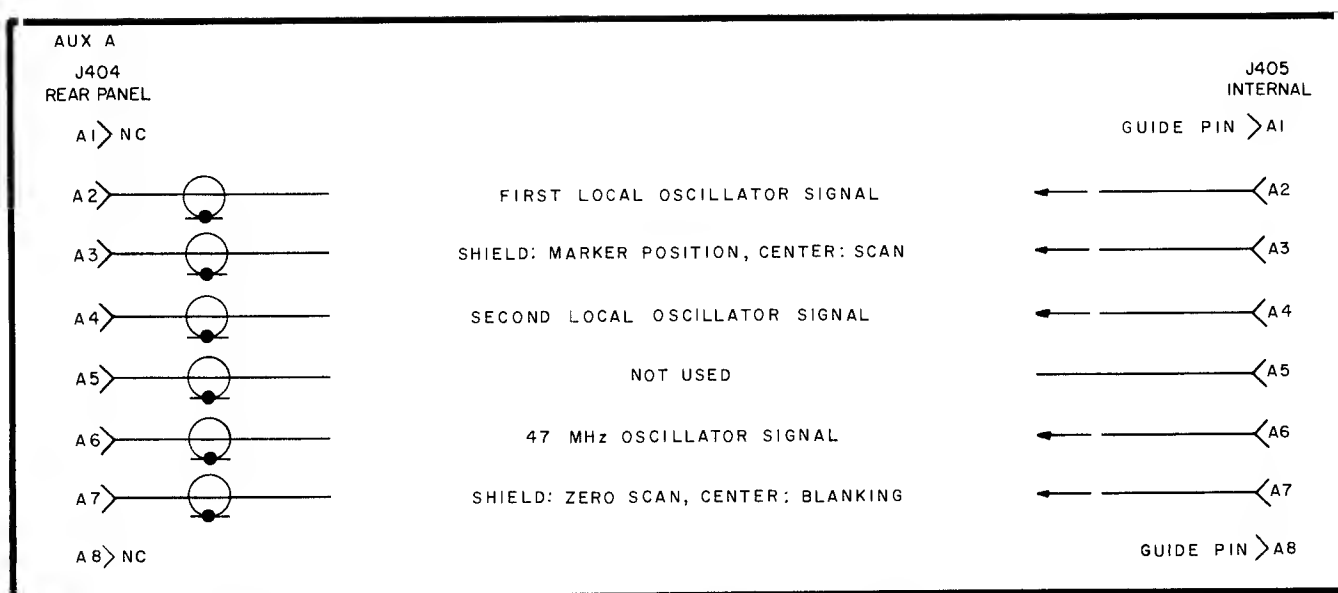 AUX A
J404
REAR PANEL
J405
INTERNAL
A1 NC
GUIDE PIN A1
A2 FIRST LOCAL OSCILLATOR SIGNAL A2
A3 SHIELD: MARKER POSITION, CENTER: SCAN A3
A4 SECOND LOCAL OSCILLATOR SIGNAL A4
A5 NOT USED A5
A6 47 MHz OSCILLATOR SIGNAL A6
A7 SHIELD: ZERO SCAN, CENTER: BLANKING A7
A8 NC
GUIDE PIN A8